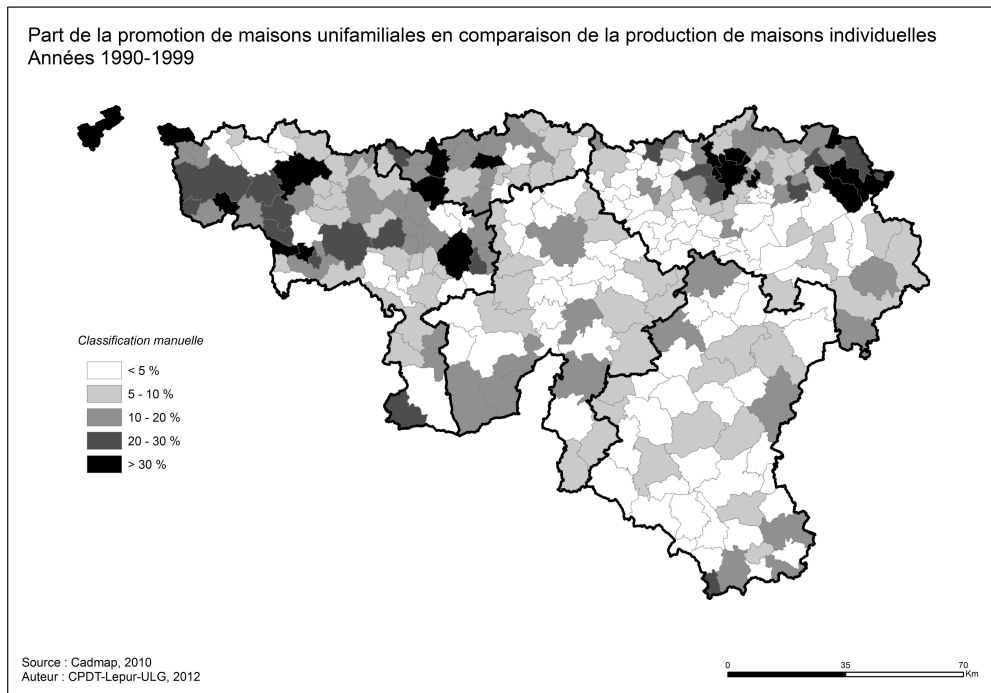 Part de la promotion de maisons unifamiliales en comparaison de la production de maisons individuelles
Années 1990-1999
Classification manuelle
< 5 %
5 - 10 %
10 - 20 %
20 - 30 %
> 30 %
Source : Cadmap, 2010
Auteur : CPDT-Lepur-ULG, 2012
0 35 70
Km